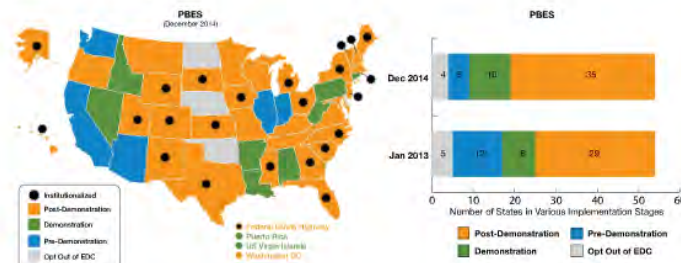 PBES
(December 2014)
Institutionalized
Post-Demonstration
Demonstration
Pre-Demonstration
Opt Out of EDC
Federal Lands Highway
Puerto Rico
US Virgin Islands
Washington DC
PBES
Dec 2014
4
5
10
35
Jan 2013
5
12
8
29
0
10
20
30
40
50
60
Number of States in Various Implementation Stages
Post-Demonstration
Pre-Demonstration
Demonstration
Opt Out of EDC